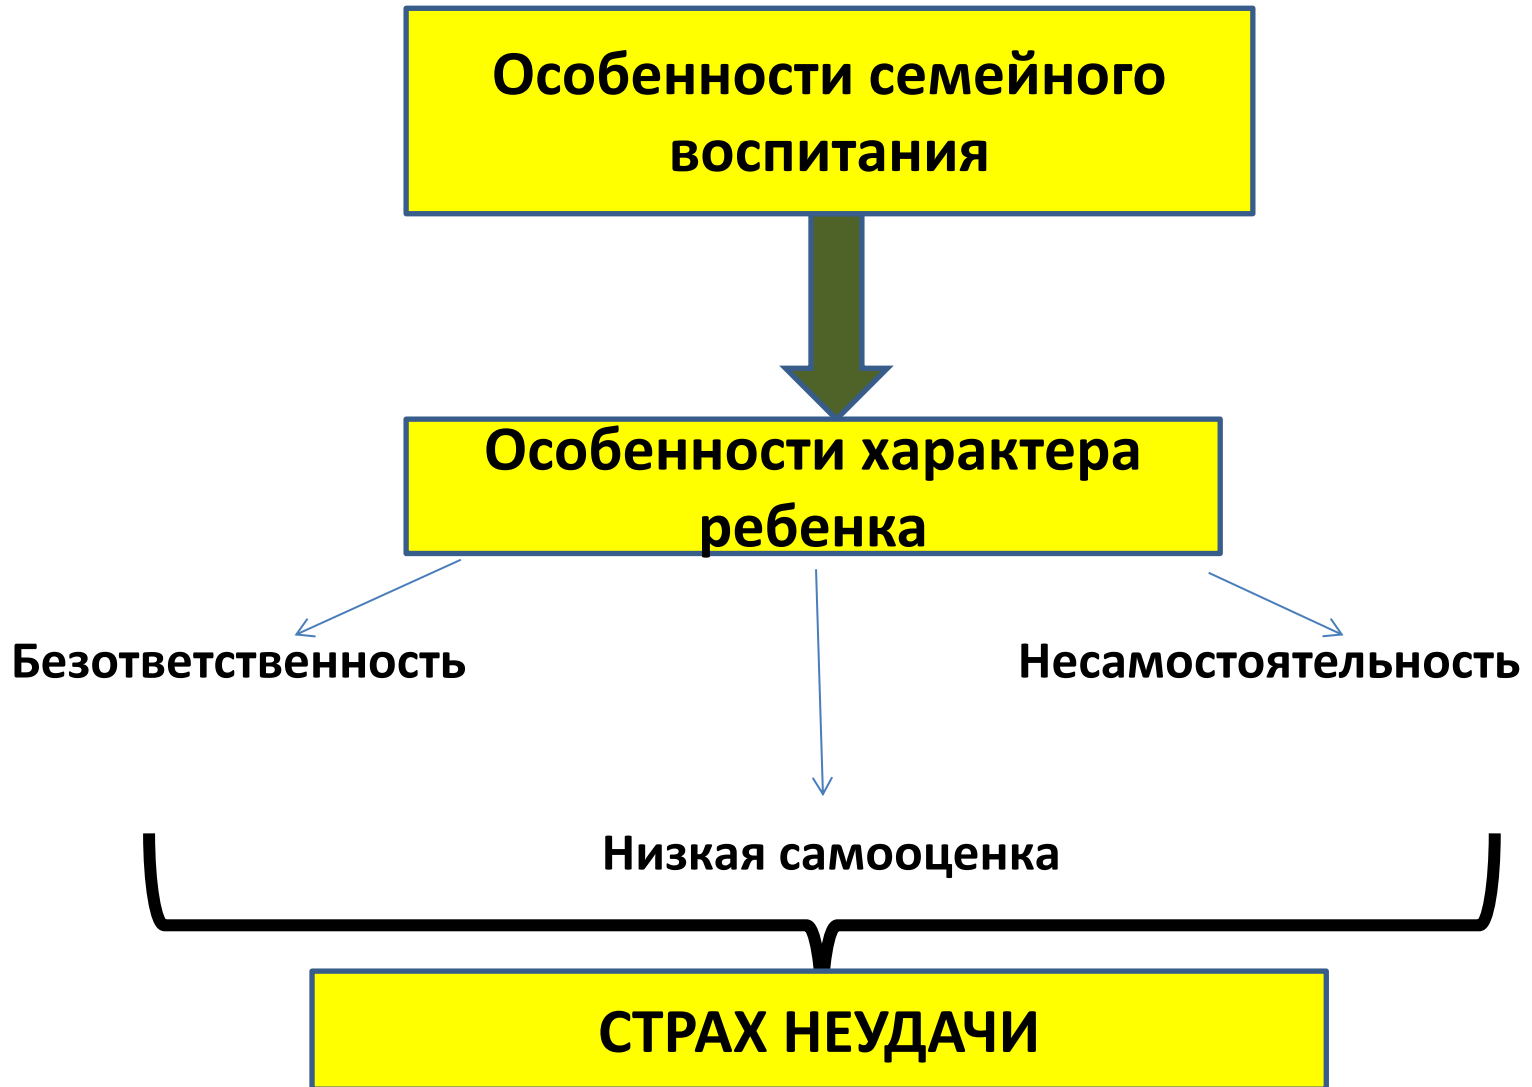 Особенности семейного
воспитания
Особенности характера
ребенка
Безответственность
Несамостоятельность
Низкая самооценка
СТРАХ НЕУДАЧИ